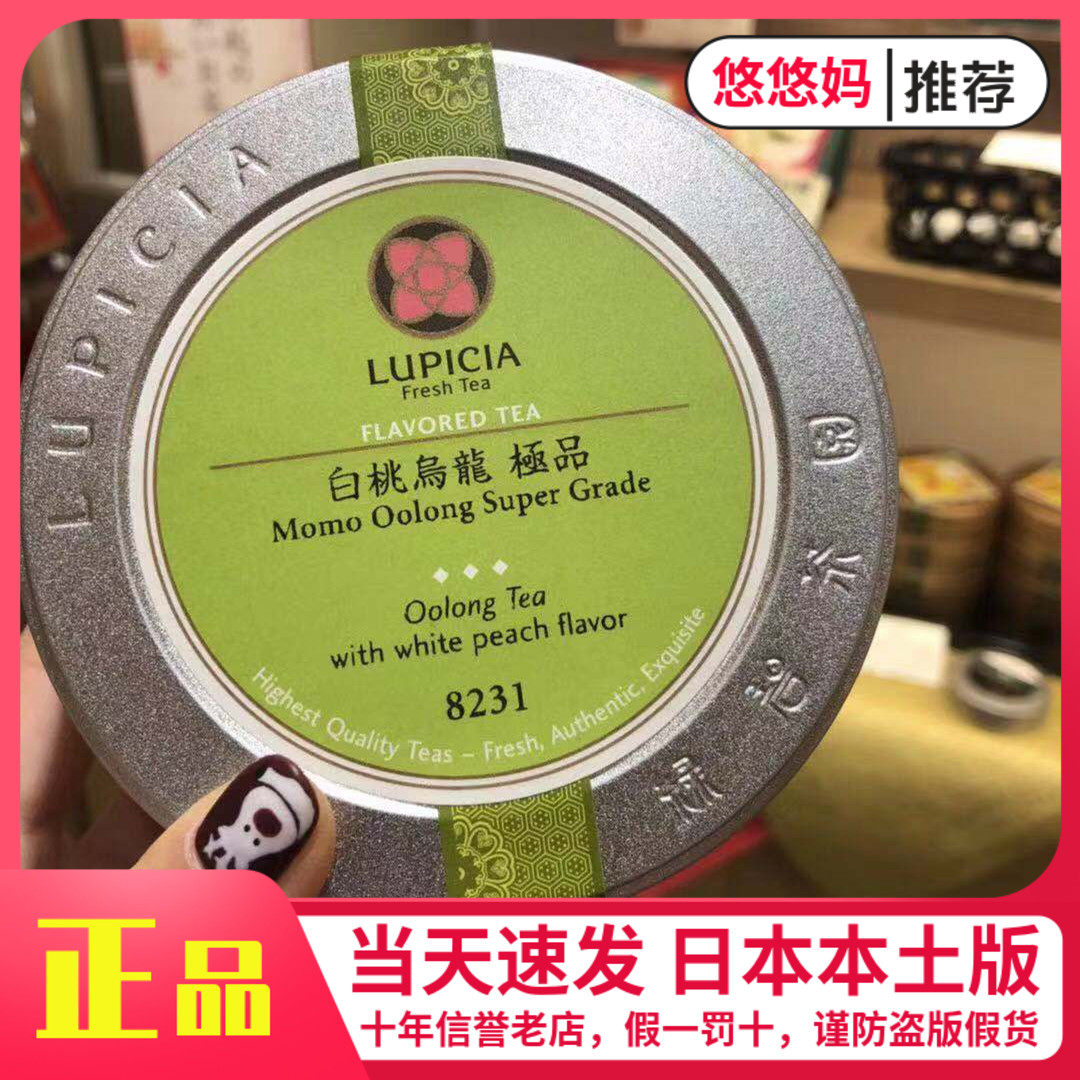 悠悠妈|推荐
LUPICIA
LUPICIA
Fresh Tea
FLAVORED TEA
白桃烏龍 極品
Momo Oolong Super Grade
Oolong Tea
with white peach flavor
8231
Highest Quality Teas – Fresh, Authentic, Exquisite
正品
当天速发 日本本土版
十年信誉老店，假一罚十，谨防盗版假货